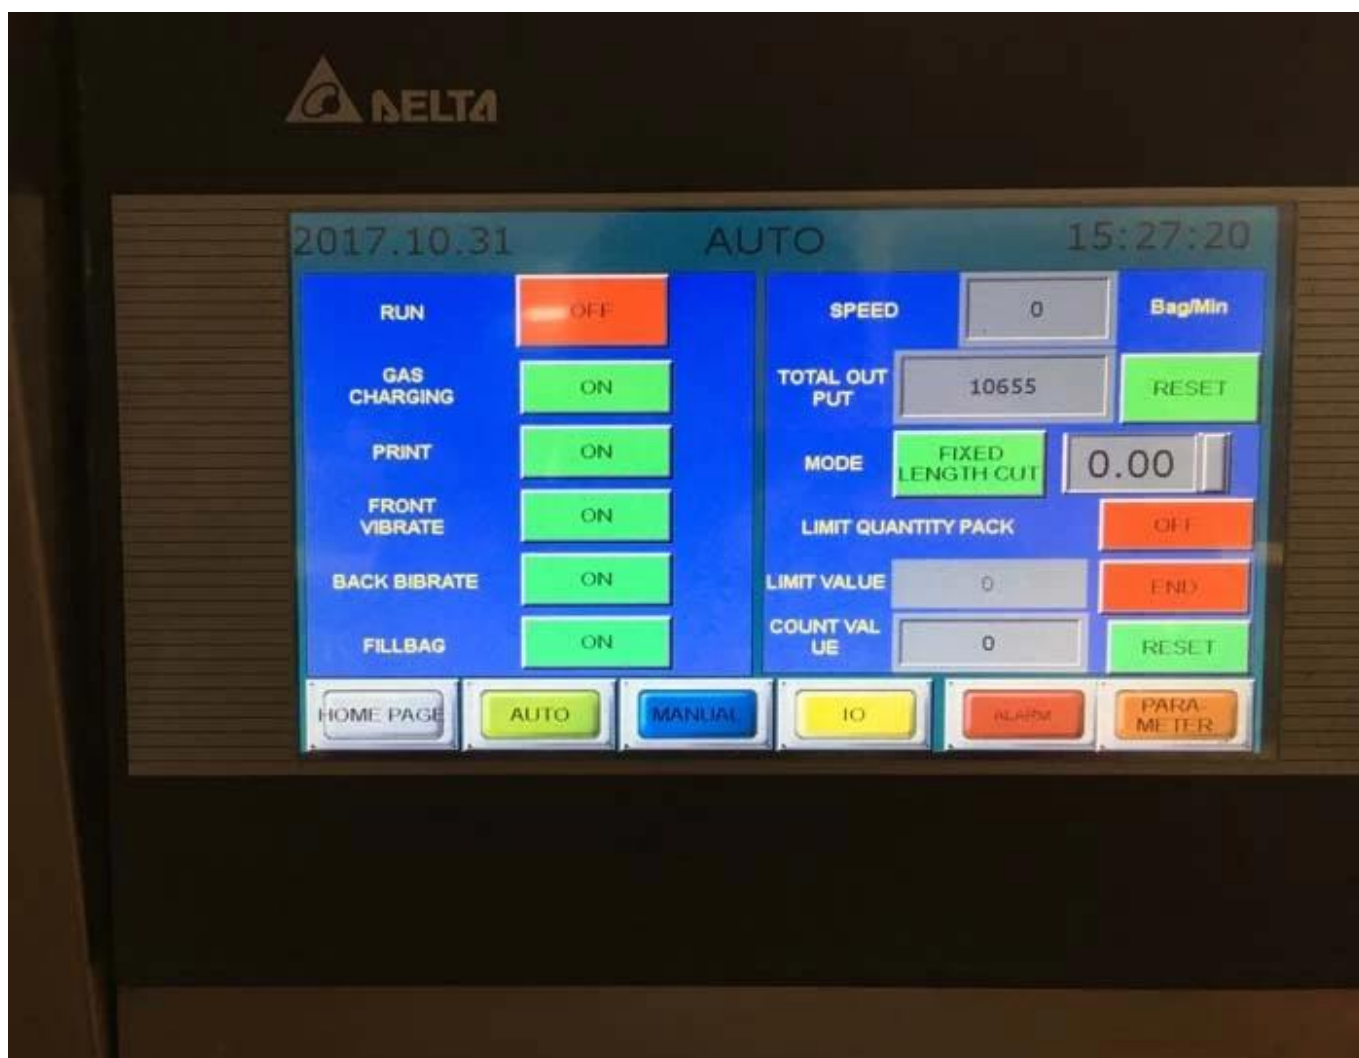 DELTA
2017.10.31 AUTO 15:27:20
RUN OFF
GAS
CHARGING ON
PRINT ON
FRONT
VIBRATE ON
BACK BIBRATE ON
FILLBAG ON
SPEED 0 Bag/Min
TOTAL OUT
PUT 10655 RESET
MODE FIXED
LENGTH CUT 0.00
LIMIT QUANTITY PACK OFF
LIMIT VALUE 0 END
COUNT VAL
UE 0 RESET
HOME PAGE AUTO MANUAL IO ALARM PARA-
METER